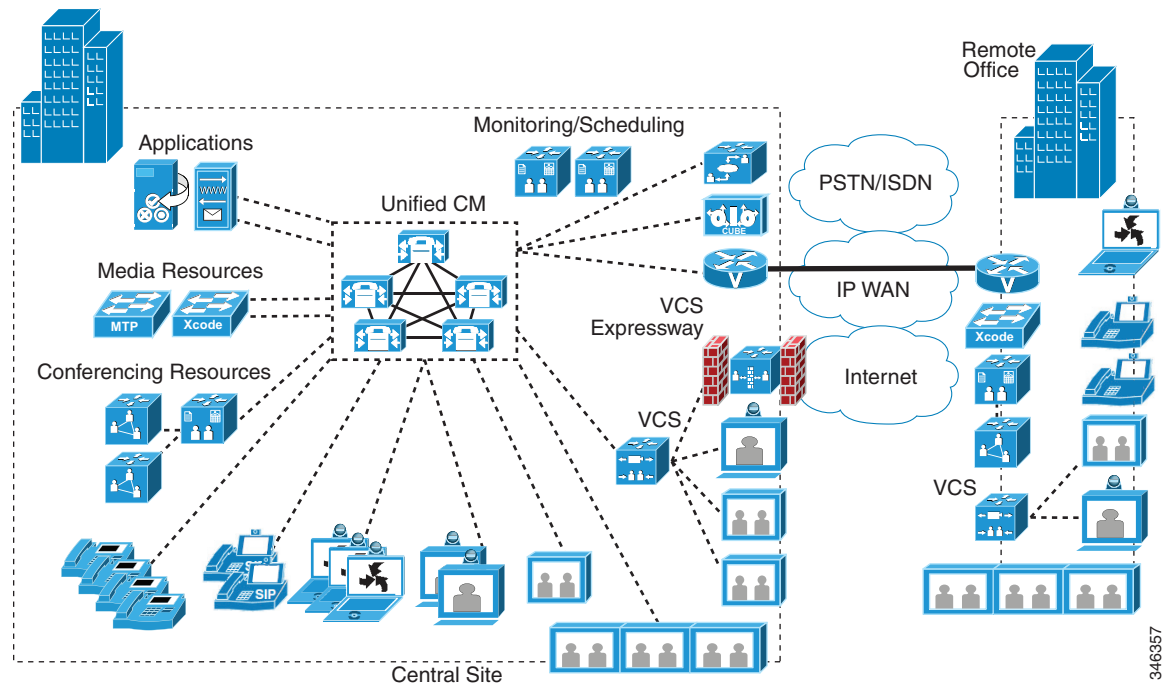 Remote
Office
Monitoring/Scheduling
Applications
PSTN/ISDN
Unified CM
CUBE
Media Resources
V
V
IP WAN
MTP
Xcode
VCS
Expressway
Xcode
Conferencing Resources
Internet
VCS
VCS
SIP
Central Site
346357